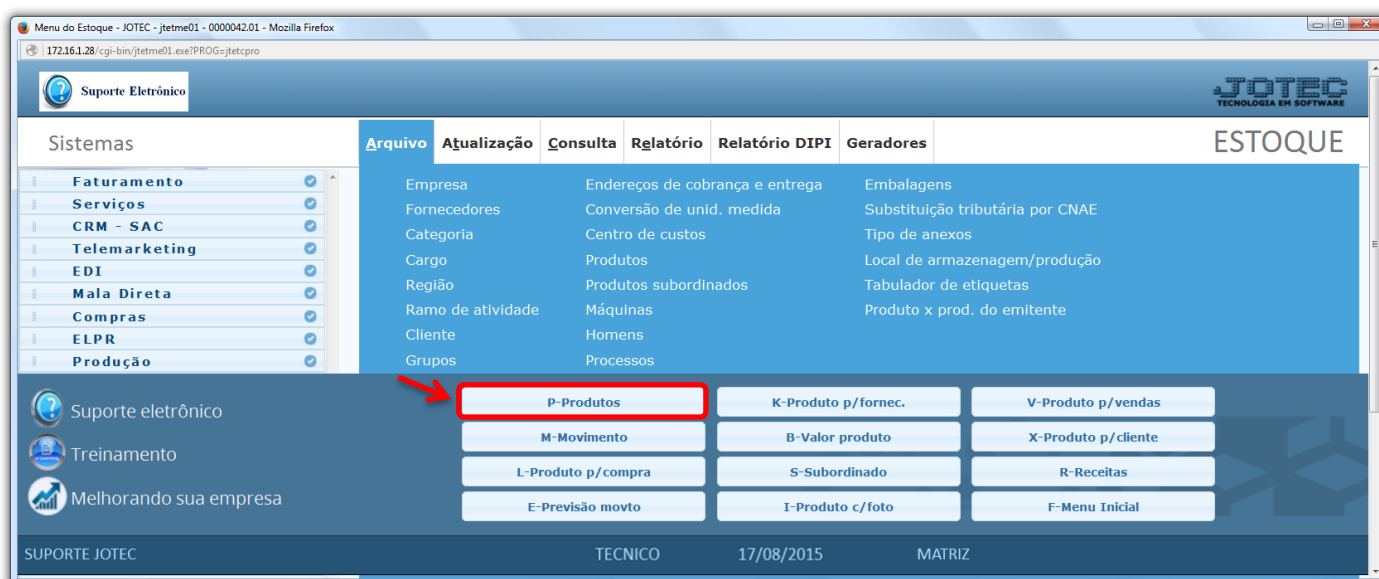 Menu do Estoque - JOTEC - jtetme01 - 0000042.01 - Mozilla Firefox
172.16.1.28/cgi-bin/jtetme01.exe?PROG=jtetcpro
Suporte Eletrônico
JOTEC
TECNOLOGIA EM SOFTWARE
Sistemas
Arquivo Atualização Consulta Relatório Relatório DIPI Geradores
ESTOQUE
Faturamento
Serviços
CRM - SAC
Telemarketing
EDI
Mala Direta
Compras
ELPR
Produção
Empresa
Fornecedores
Categoria
Cargo
Região
Ramo de atividade
Cliente
Grupos
Endereços de cobrança e entrega
Conversão de unid. medida
Centro de custos
Produtos
Produtos subordinados
Máquinas
Homens
Processos
Embalagens
Substituição tributária por CNAE
Tipo de anexos
Local de armazenagem/produção
Tabulador de etiquetas
Produto x prod. do emitente
Suporte eletrônico
Treinamento
Melhorando sua empresa
P-Produtos K-Produto p/fornec. V-Produto p/vendas
M-Movimento B-Valor produto X-Produto p/cliente
L-Produto p/compra S-Subordinado R-Receitas
E-Previsão movto I-Produto c/foto F-Menu Inicial
SUPORTE JOTEC TECNICO 17/08/2015 MATRIZ